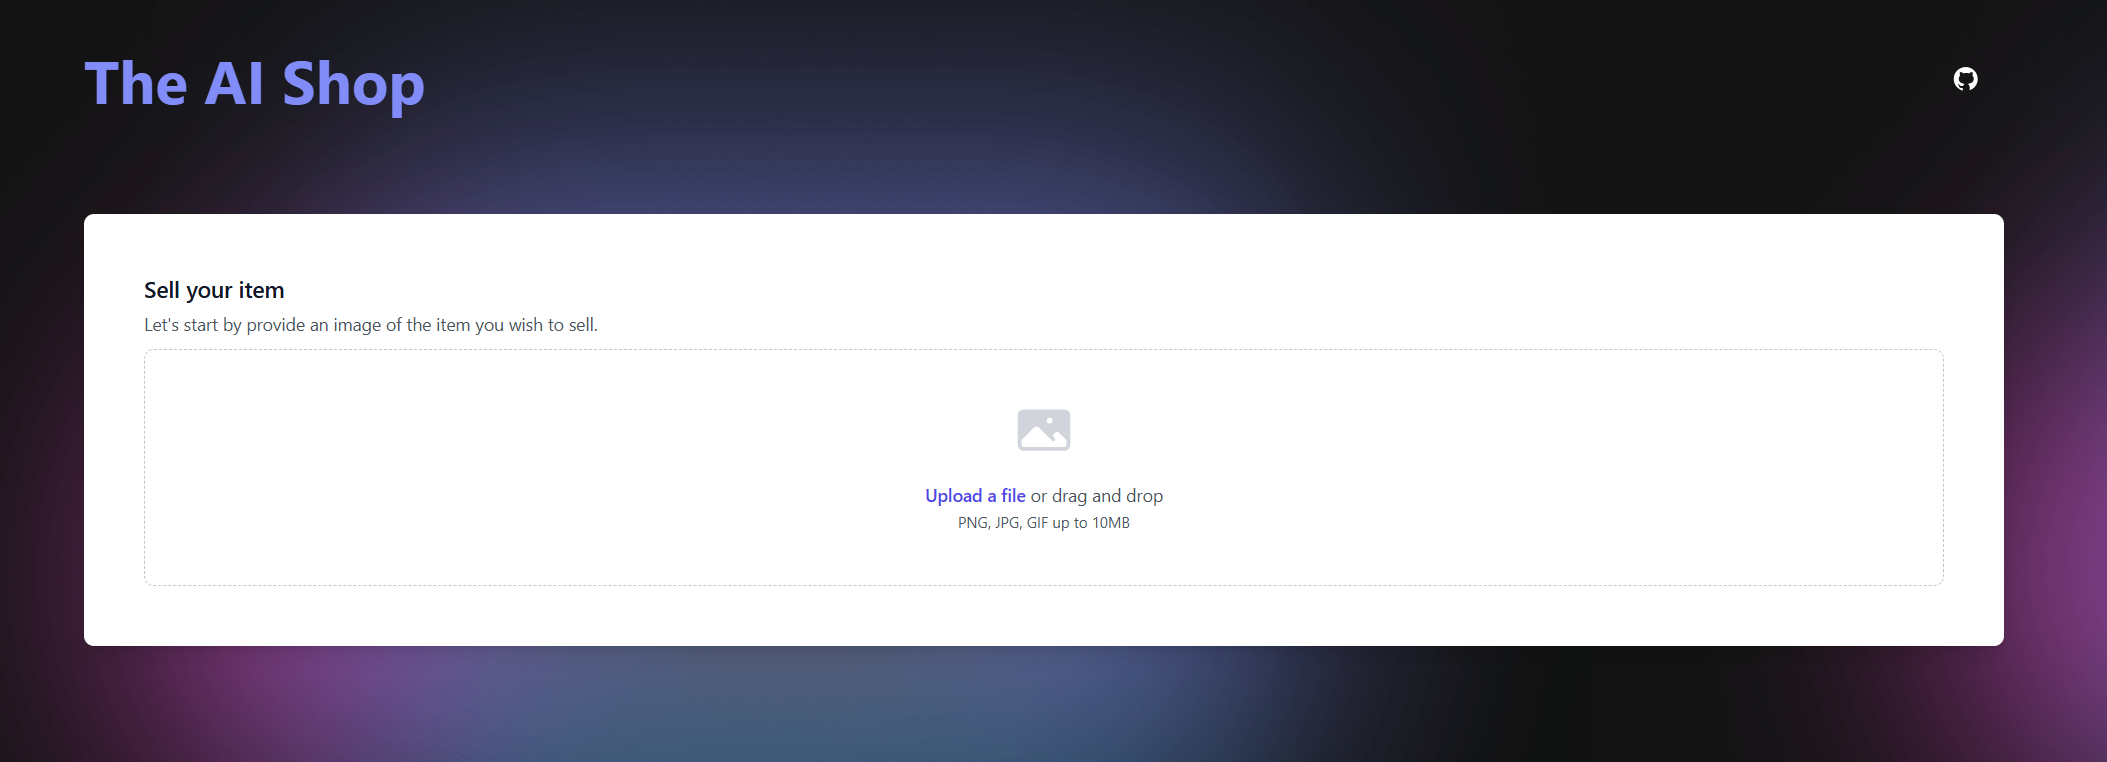 The AI Shop
Sell your item
Let's start by provide an image of the item you wish to sell.
Upload a file or drag and drop
PNG, JPG, GIF up to 10MB